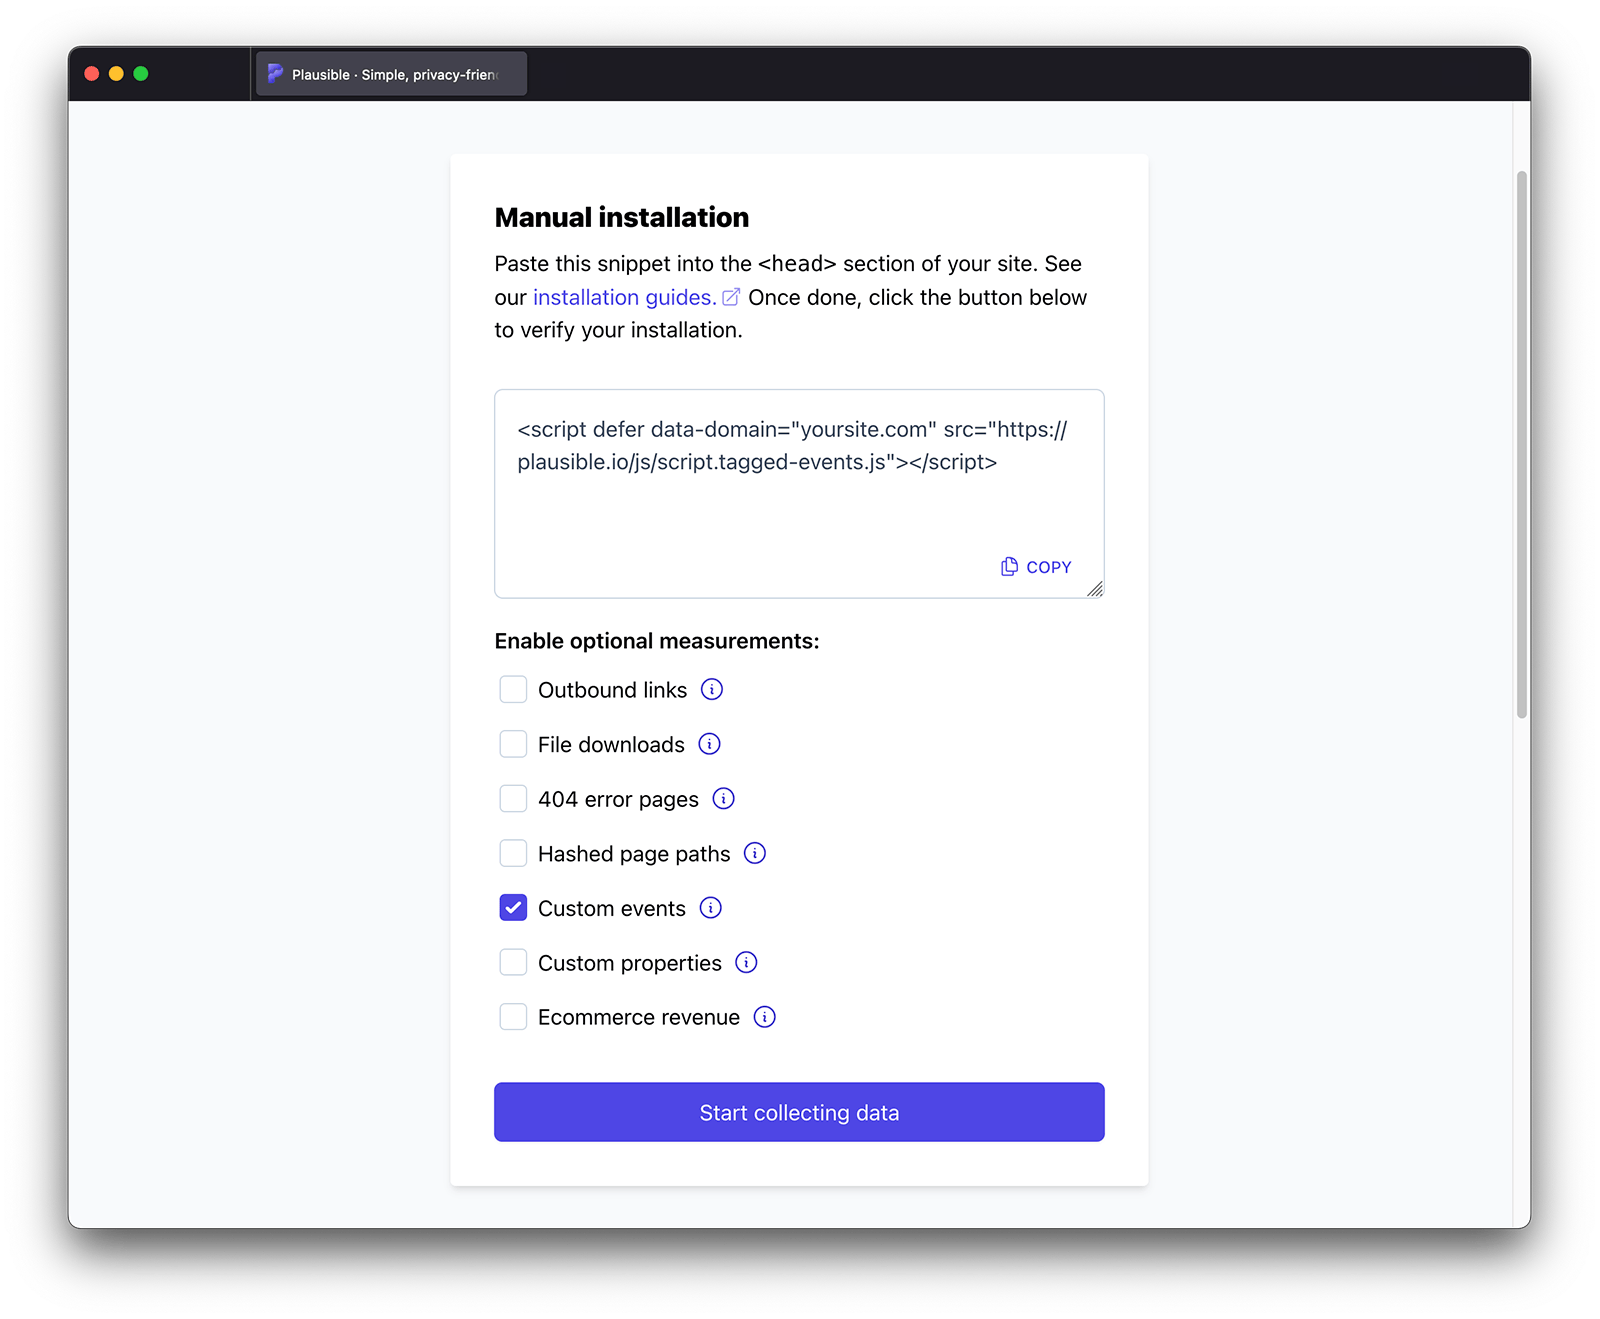 Plausible · Simple, privacy-frien
Manual installation
Paste this snippet into the <head> section of your site. See
our installation guides. Once done, click the button below
to verify your installation.
<script defer data-domain="yoursite.com" src="https://
plausible.io/js/script.tagged-events.js"></script>
COPY
Enable optional measurements:
Outbound links
File downloads
404 error pages
Hashed page paths
Custom events
Custom properties
Ecommerce revenue
Start collecting data